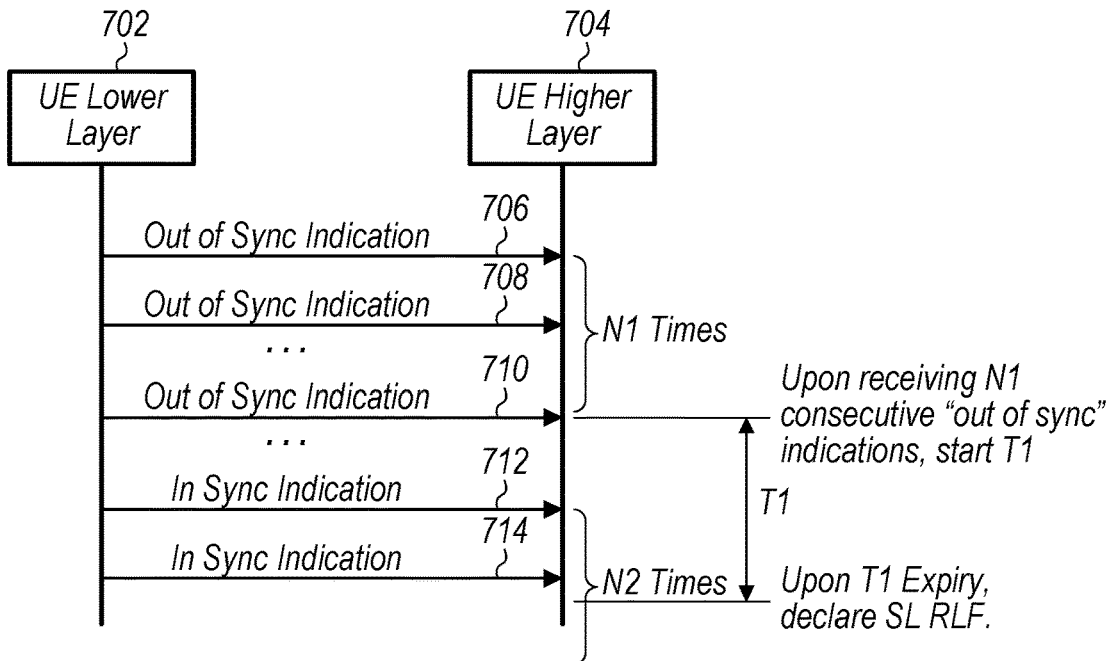 702
704
UE Lower
Layer
UE Higher
Layer
706
Out of Sync Indication
708
Out of Sync Indication
...
N1 Times
710
Out of Sync Indication
...
Upon receiving N1
consecutive “out of sync”
indications, start T1
712
In Sync Indication
T1
714
In Sync Indication
N2 Times
Upon T1 Expiry,
declare SL RLF.